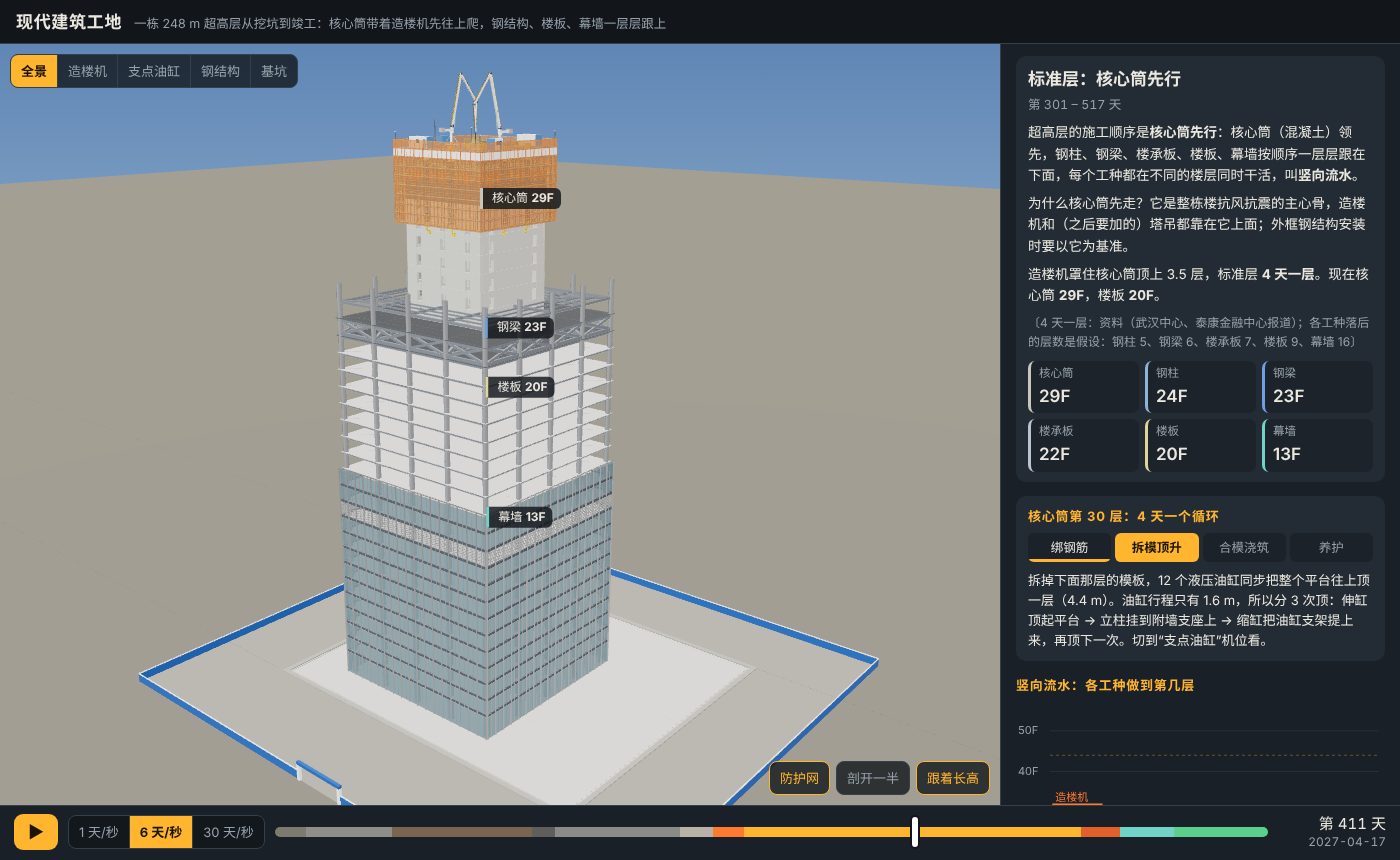 现代建筑工地 一栋 248 m 超高层从挖坑到竣工：核心筒带着造楼机先往上爬，钢结构、楼板、幕墙一层层跟上
全景 造楼机 支点油缸 钢结构 基坑
核心筒 29F
钢梁 23F
楼板 20F
幕墙 13F
防护网 剖开一半 跟着长高
标准层：核心筒先行
第 301 – 517 天
超高层的施工顺序是核心筒先行：核心筒（混凝土）领
先，钢柱、钢梁、楼承板、楼板、幕墙按顺序一层层跟在
下面，每个工种都在不同的楼层同时干活，叫竖向流水。
为什么核心筒先走？它是整栋楼抗风抗震的主心骨，造楼
机和（之后要加的）塔吊都靠在它上面；外框钢结构安装
时要以它为基准。
造楼机罩住核心筒顶上 3.5 层，标准层 4 天一层。现在核
心筒 29F，楼板 20F。
〔4 天一层：资料（武汉中心、泰康金融中心报道）；各工种落后
的层数是假设：钢柱 5、钢梁 6、楼承板 7、楼板 9、幕墙 16〕
核心筒 钢柱 钢梁
29F 24F 23F
楼承板 楼板 幕墙
22F 20F 13F
核心筒第 30 层：4 天一个循环
绑钢筋 拆模顶升 合模浇筑 养护
拆掉下面那层的模板，12 个液压油缸同步把整个平台往上顶
一层（4.4 m）。油缸行程只有 1.6 m，所以分 3 次顶：伸缸
顶起平台 → 立柱挂到附墙支座上 → 缩缸把油缸支架提上
来，再顶下一次。切到“支点油缸”机位看。
竖向流水：各工种做到第几层
50F
40F
造楼机
1 天/秒 6 天/秒 30 天/秒
第 411 天
2027-04-17